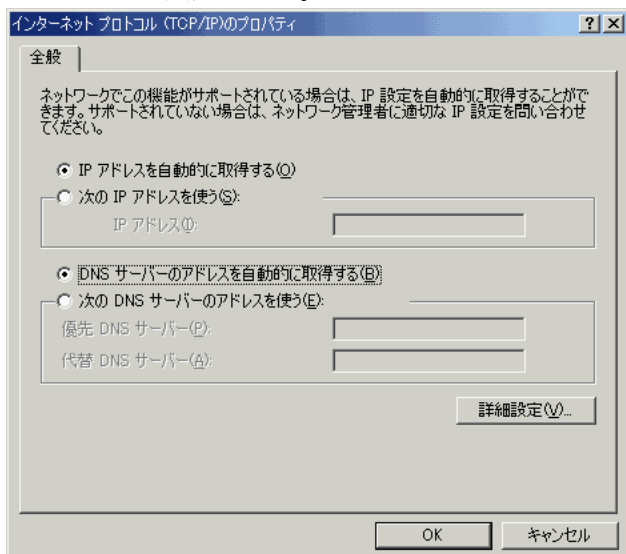 インターネット プロトコル (TCP/IP)のプロパティ
全般
ネットワークでこの機能がサポートされている場合は、IP 設定を自動的に取得することがで
きます。サポートされていない場合は、ネットワーク管理者に適切な IP 設定を問い合わせ
てください。
IP アドレスを自動的に取得する(O)
次の IP アドレスを使う(S):
IP アドレス(I):
DNS サーバーのアドレスを自動的に取得する(B)
次の DNS サーバーのアドレスを使う(E):
優先 DNS サーバー(P):
代替 DNS サーバー(A):
詳細設定(V)...
OK
キャンセル